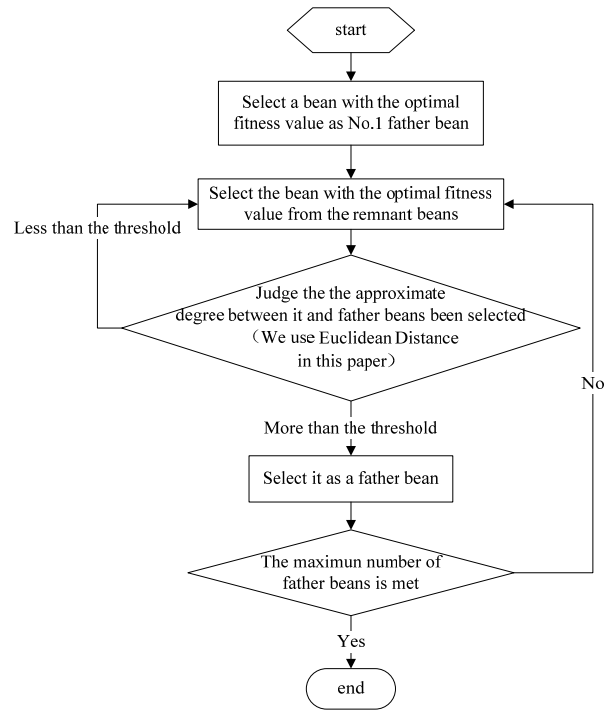 start
Select a bean with the optimal
fitness value as No.1 father bean
Select the bean with the optimal fitness
value from the remnant beans
Less than the threshold
Judge the the approximate
degree between it and father beans been selected
（We use Euclidean Distance
in this paper）
No
More than the threshold
Select it as a father bean
The maximun number of
father beans is met
Yes
end